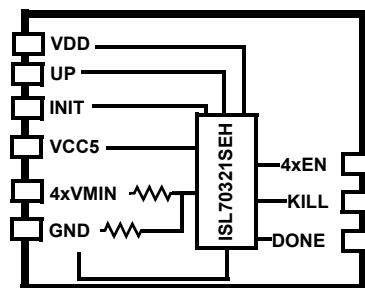 VDD
UP
INIT
VCC5
4xVMIN
GND
ISL70321SEH
4xEN
KILL
DONE